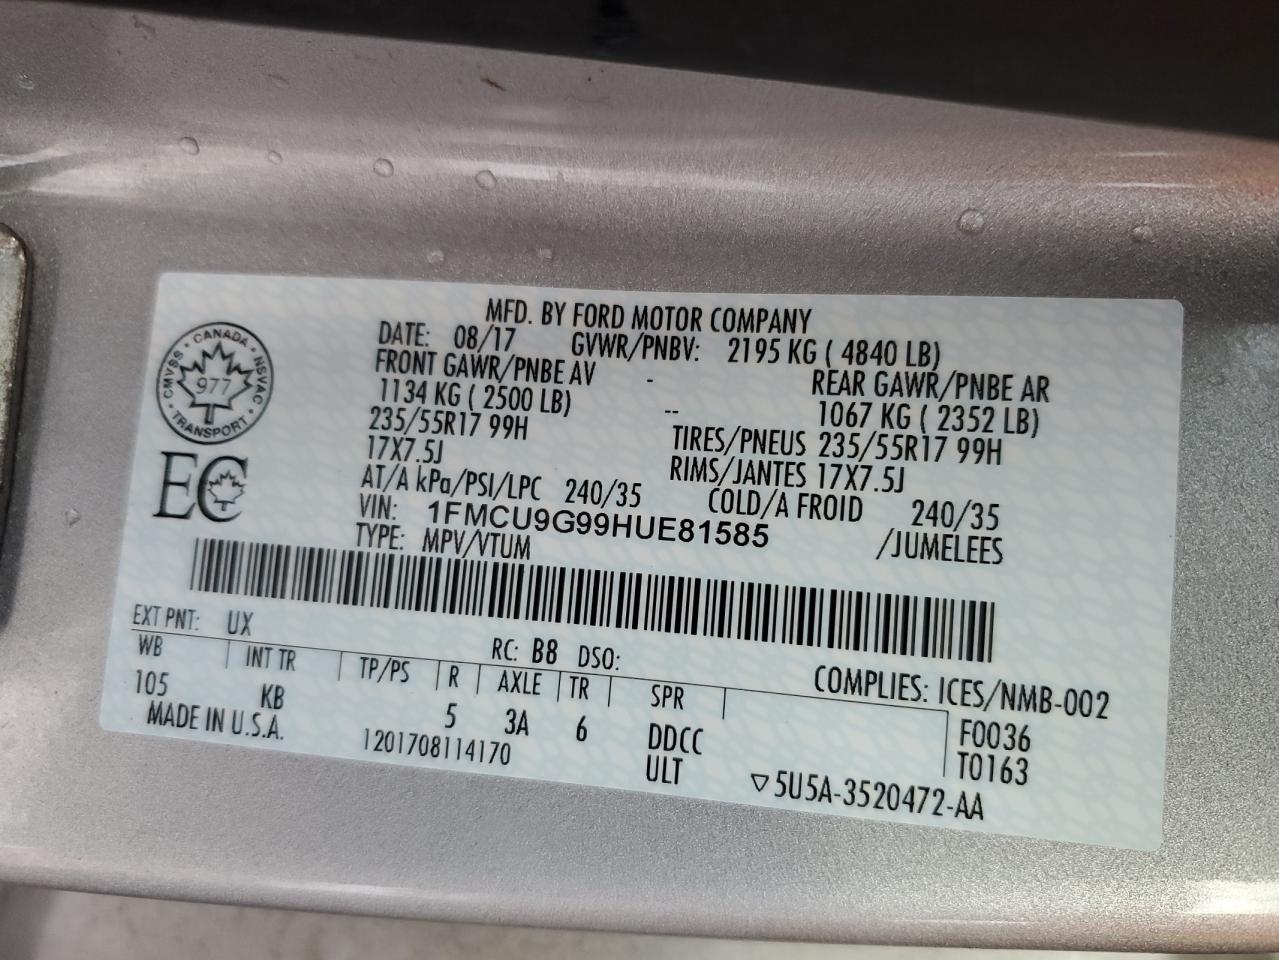 MFD. BY FORD MOTOR COMPANY
DATE: 08/17 GVWR/PNBV: 2195 KG ( 4840 LB)
FRONT GAWR/PNBE AV - REAR GAWR/PNBE AR
1134 KG ( 2500 LB) -- 1067 KG ( 2352 LB)
235/55R17 99H TIRES/PNEUS 235/55R17 99H
17X7.5J RIMS/JANTES 17X7.5J
AT/A kPa/PSI/LPC 240/35 COLD/A FROID 240/35
VIN: 1FMCU9G99HUE81585 /JUMELEES
TYPE: MPV/VTUM
CANADA
CMVSS 977 NSVAC
TRANSPORT
EC
EXT PNT: UX RC: B8 DSO:
WB INT TR TP/PS R AXLE TR SPR COMPLIES: ICES/NMB-002
105 KB 5 3A 6 DDCC F0036
MADE IN U.S.A. 1201708114170 ULT T0163
▽5U5A-3520472-AA